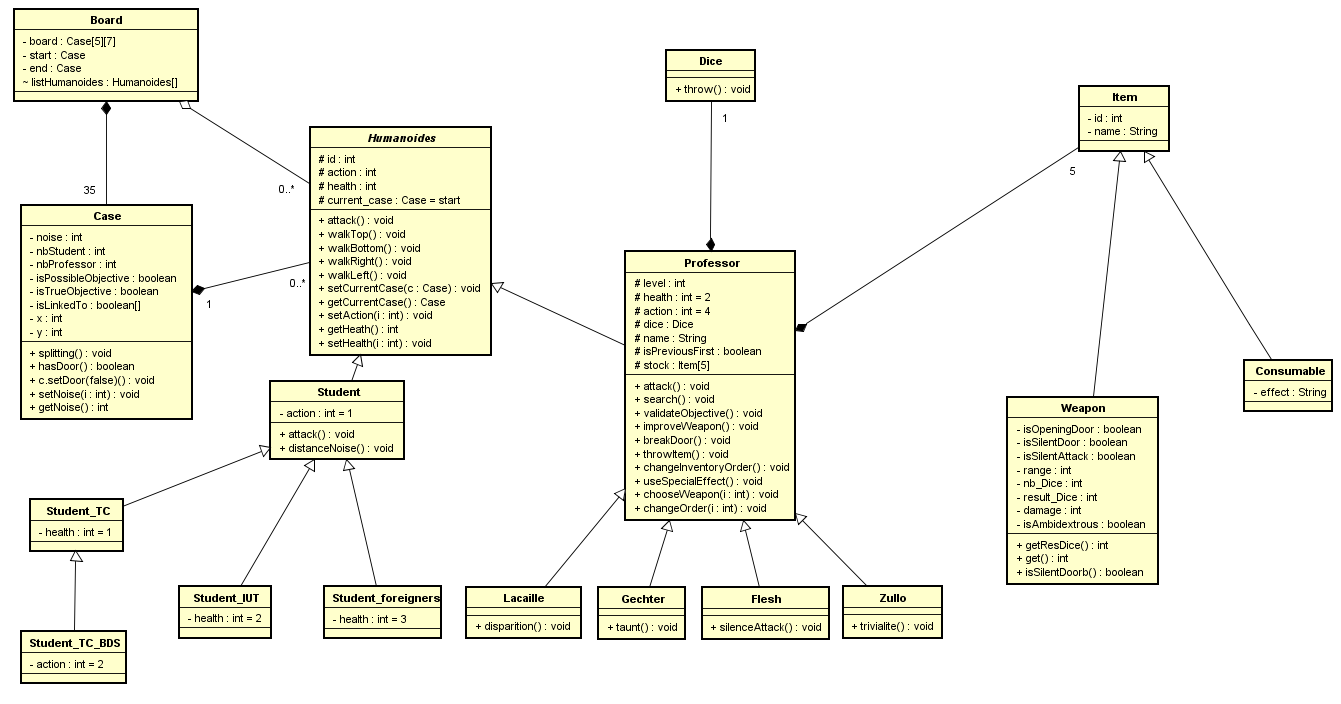 Board
- board : Case[5][7]
- start : Case
- end : Case
~ listHumanoides : Humanoides[]
35
0..*
Case
- noise : int
- nbStudent : int
- nbProfessor : int
- isPossibleObjective : boolean
- isTrueObjective : boolean
- isLinkedTo : boolean[]
- x : int
- y : int
+ splitting() : void
+ hasDoor() : boolean
+ c.setDoor(false)() : void
+ setNoise(i : int) : void
+ getNoise() : int
1
0..*
Humanoides
# id : int
# action : int
# health : int
# current_case : Case = start
+ attack() : void
+ walkTop() : void
+ walkBottom() : void
+ walkRight() : void
+ walkLeft() : void
+ setCurrentCase(c : Case) : void
+ getCurrentCase() : Case
+ setAction(i : int) : void
+ getHeath() : int
+ setHealth(i : int) : void
Student
- action : int = 1
+ attack() : void
+ distanceNoise() : void
Student_TC
- health : int = 1
Student_TC_BDS
- action : int = 2
Student_IUT
- health : int = 2
Student_foreigners
- health : int = 3
Dice
+ throw() : void
1
Professor
# level : int
# health : int = 2
# action : int = 4
# dice : Dice
# name : String
# isPreviousFirst : boolean
# stock : Item[5]
+ attack() : void
+ search() : void
+ validateObjective() : void
+ improveWeapon() : void
+ breakDoor() : void
+ throwItem() : void
+ changeInventoryOrder() : void
+ useSpecialEffect() : void
+ chooseWeapon(i : int) : void
+ changeOrder(i : int) : void
Lacaille
+ disparition() : void
Gechter
+ taunt() : void
Flesh
+ silenceAttack() : void
Zullo
+ trivialite() : void
Item
- id : int
- name : String
5
Weapon
- isOpeningDoor : boolean
- isSilentDoor : boolean
- isSilentAttack : boolean
- range : int
- nb_Dice : int
- result_Dice : int
- damage : int
- isAmbidextrous : boolean
+ getResDice() : int
+ get() : int
+ isSilentDoorb() : boolean
Consumable
- effect : String